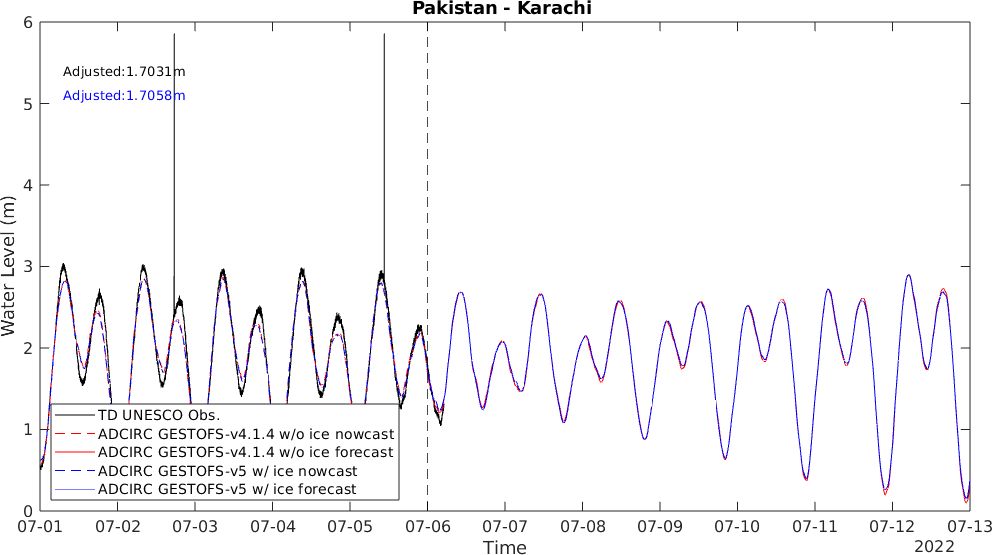 Pakistan - Karachi
6
5
4
3
2
1
0
Water Level (m)
Adjusted:1.7031m
Adjusted:1.7058m
TD UNESCO Obs.
ADCIRC GESTOFS-v4.1.4 w/o ice nowcast
ADCIRC GESTOFS-v4.1.4 w/o ice forecast
ADCIRC GESTOFS-v5 w/ ice nowcast
ADCIRC GESTOFS-v5 w/ ice forecast
07-01 07-02 07-03 07-04 07-05 07-06 07-07 07-08 07-09 07-10 07-11 07-12 07-13
Time
2022